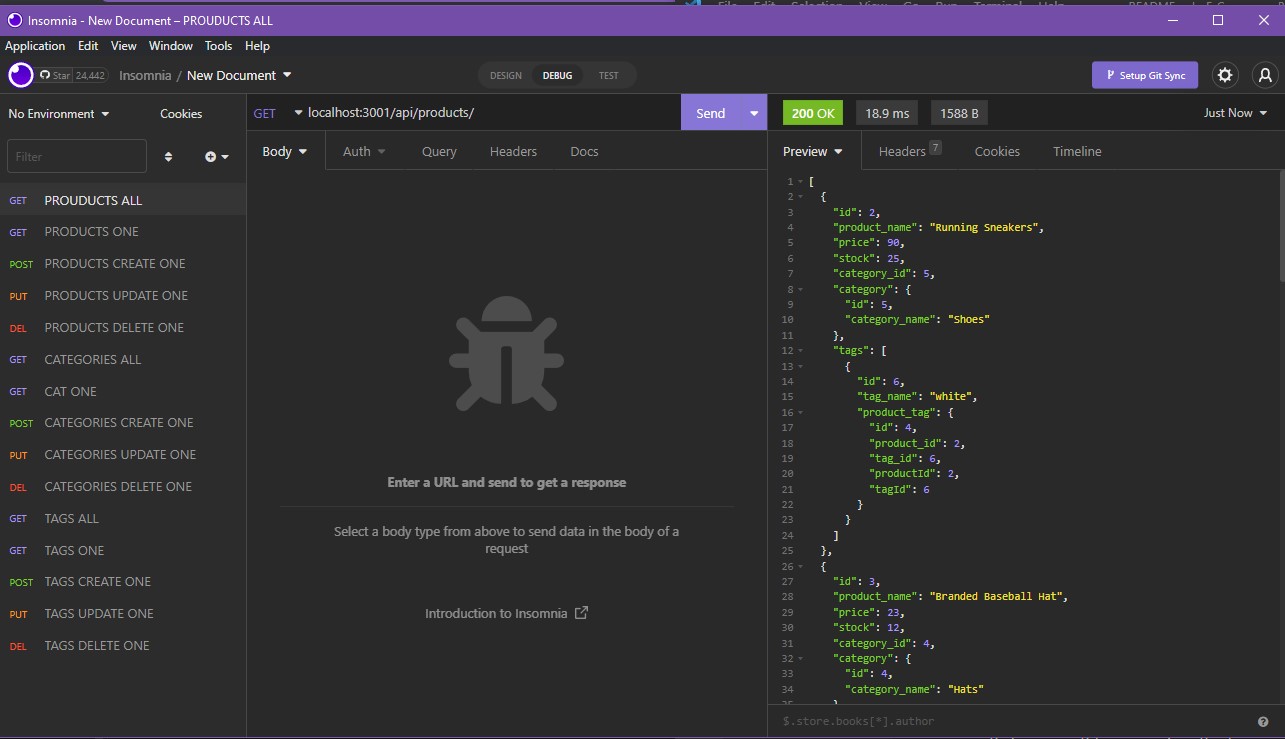 Insomnia - New Document – PROUDUCTS ALL
Application Edit View Window Tools Help
Star 24,442 Insomnia / New Document DESIGN DEBUG TEST Setup Git Sync
No Environment Cookies
Filter
GET PROUDUCTS ALL
GET PRODUCTS ONE
POST PRODUCTS CREATE ONE
PUT PRODUCTS UPDATE ONE
DEL PRODUCTS DELETE ONE
GET CATEGORIES ALL
GET CAT ONE
POST CATEGORIES CREATE ONE
PUT CATEGORIES UPDATE ONE
DEL CATEGORIES DELETE ONE
GET TAGS ALL
GET TAGS ONE
POST TAGS CREATE ONE
PUT TAGS UPDATE ONE
DEL TAGS DELETE ONE
GET localhost:3001/api/products/ Send
Body Auth Query Headers Docs
Enter a URL and send to get a response
Select a body type from above to send data in the body of a
request
Introduction to Insomnia
200 OK 18.9 ms 1588 B Just Now
Preview Headers 7 Cookies Timeline
1 [
2 {
3 "id": 2,
4 "product_name": "Running Sneakers",
5 "price": 90,
6 "stock": 25,
7 "category_id": 5,
8 "category": {
9 "id": 5,
10 "category_name": "Shoes"
11 },
12 "tags": [
13 {
14 "id": 6,
15 "tag_name": "white",
16 "product_tag": {
17 "id": 4,
18 "product_id": 2,
19 "tag_id": 6,
20 "productId": 2,
21 "tagId": 6
22 }
23 }
24 ]
25 },
26 {
27 "id": 3,
28 "product_name": "Branded Baseball Hat",
29 "price": 23,
30 "stock": 12,
31 "category_id": 4,
32 "category": {
33 "id": 4,
34 "category_name": "Hats"
$.store.books[*].author